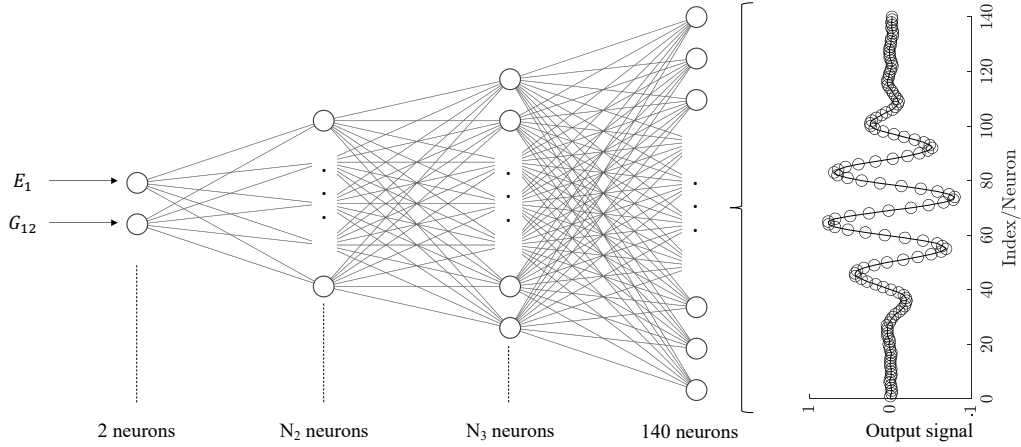 E₁
G₁₂
2 neurons
N₂ neurons
N₃ neurons
140 neurons
1
0
-1
Output signal
0
20
40
60
80
100
120
140
Index/Neuron